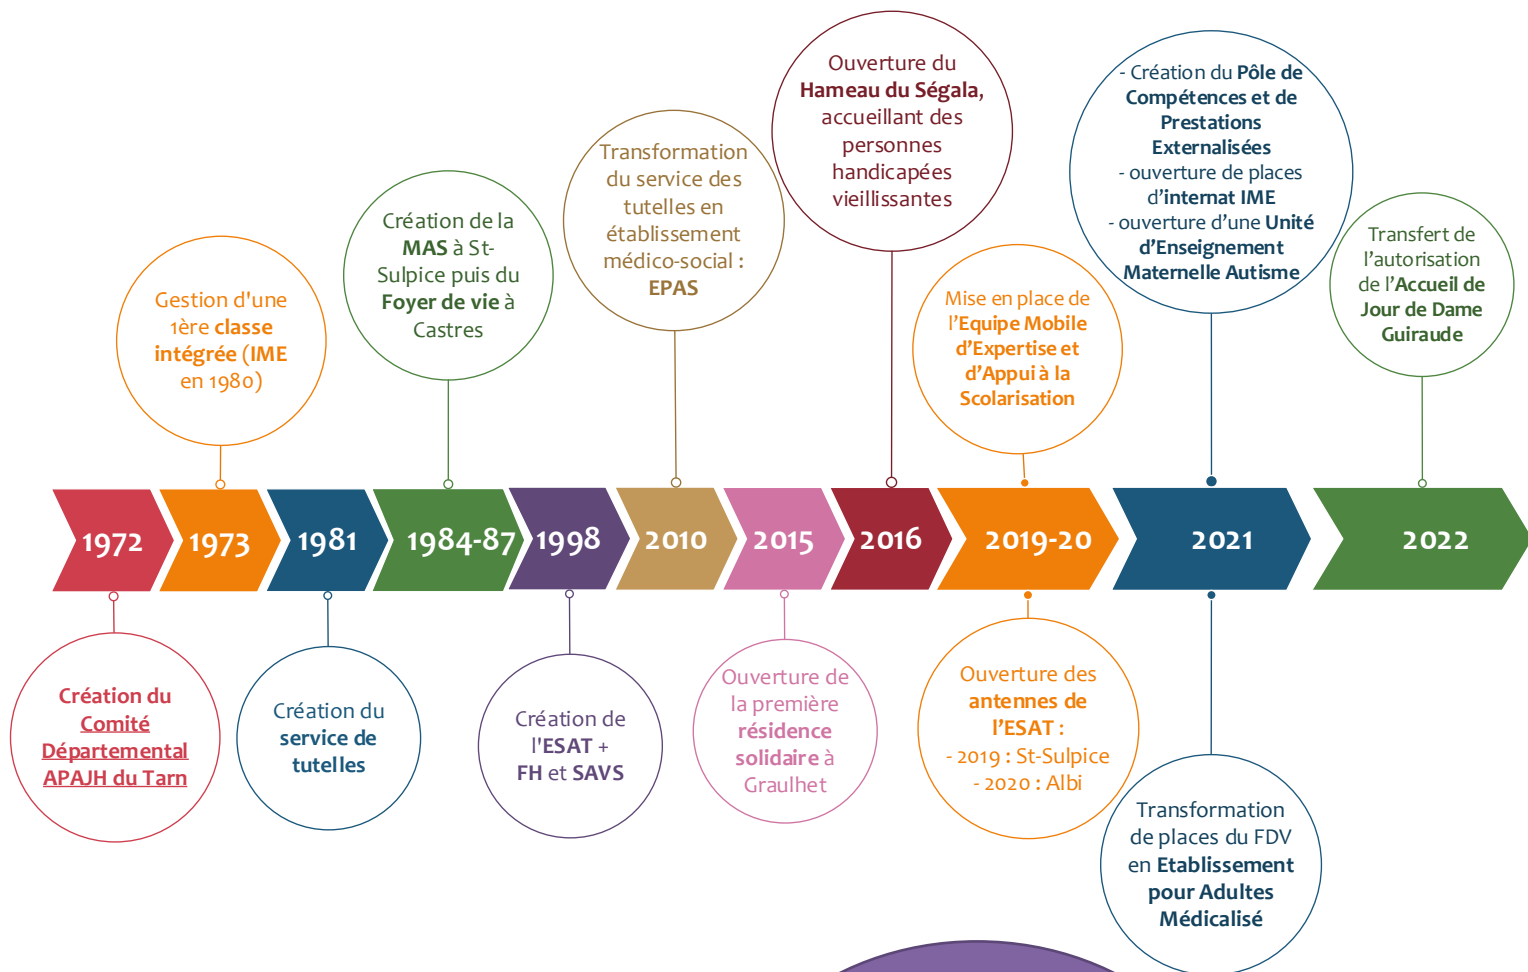 Gestion d'une
1ère classe
intégrée (IME
en 1980)
Création de la
MAS à St-
Sulpice puis du
Foyer de vie à
Castres
Transformation
du service des
tutelles en
établissement
médico-social :
EPAS
Ouverture du
Hameau du Ségala,
accueillant des
personnes
handicapées
vieillissantes
Mise en place de
l'Equipe Mobile
d'Expertise et
d'Appui à la
Scolarisation
- Création du Pôle de
Compétences et de
Prestations
Externalisées
- ouverture de places
d'internat IME
- ouverture d'une Unité
d'Enseignement
Maternelle Autisme
Transfert de
l'autorisation
de l'Accueil de
Jour de Dame
Guiraude
1972
1973
1981
1984-87
1998
2010
2015
2016
2019-20
2021
2022
Création du
Comité
Départemental
APAJH du Tarn
Création du
service de
tutelles
Création de
l'ESAT +
FH et SAVS
Ouverture de
la première
résidence
solidaire à
Graulhet
Ouverture des
antennes de
l'ESAT :
- 2019 : St-Sulpice
- 2020 : Albi
Transformation
de places du FDV
en Etablissement
pour Adultes
Médicalisé